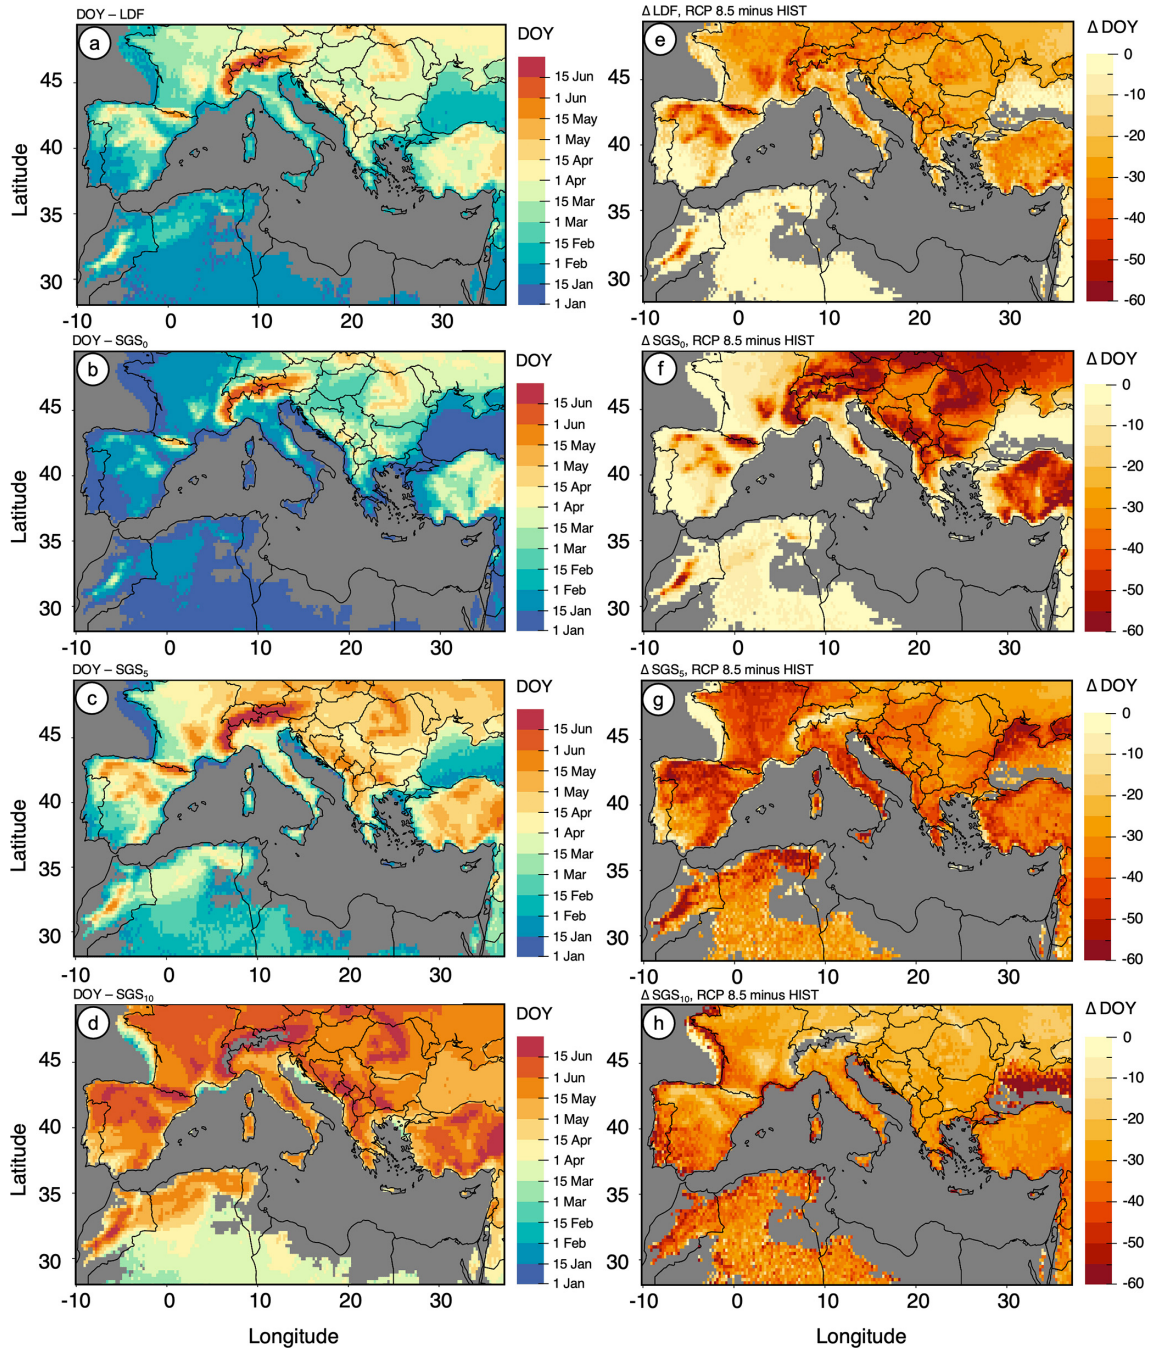 DOY – LDF
a
Latitude
45
40
35
30
-10 0 10 20 30
DOY
15 Jun
1 Jun
15 May
1 May
15 Apr
1 Apr
15 Mar
1 Mar
15 Feb
1 Feb
15 Jan
1 Jan
Δ LDF, RCP 8.5 minus HIST
e
Latitude
45
40
35
30
-10 0 10 20 30
Δ DOY
0
-10
-20
-30
-40
-50
-60
DOY – SGS₀
b
Latitude
45
40
35
30
-10 0 10 20 30
DOY
15 Jun
1 Jun
15 May
1 May
15 Apr
1 Apr
15 Mar
1 Mar
15 Feb
1 Feb
15 Jan
1 Jan
Δ SGS₀, RCP 8.5 minus HIST
f
Latitude
45
40
35
30
-10 0 10 20 30
Δ DOY
0
-10
-20
-30
-40
-50
-60
DOY – SGS₅
c
Latitude
45
40
35
30
-10 0 10 20 30
DOY
15 Jun
1 Jun
15 May
1 May
15 Apr
1 Apr
15 Mar
1 Mar
15 Feb
1 Feb
15 Jan
1 Jan
Δ SGS₅, RCP 8.5 minus HIST
g
Latitude
45
40
35
30
-10 0 10 20 30
Δ DOY
0
-10
-20
-30
-40
-50
-60
DOY – SGS₁₀
d
Latitude
45
40
35
30
-10 0 10 20 30
Longitude
DOY
15 Jun
1 Jun
15 May
1 May
15 Apr
1 Apr
15 Mar
1 Mar
15 Feb
1 Feb
15 Jan
1 Jan
Δ SGS₁₀, RCP 8.5 minus HIST
h
Latitude
45
40
35
30
-10 0 10 20 30
Longitude
Δ DOY
0
-10
-20
-30
-40
-50
-60